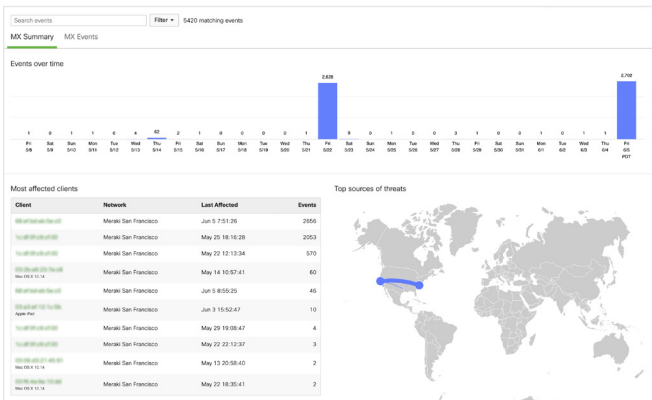 Search events Filter 5420 matching events
MX Summary MX Events
Events over time
2,628 2,702
1 0 1 1 0 4 62 2 1 0 0 0 1 9 0 1 0 0 3 1 0 1 0 1 1
Fri Sat Sun Mon Tue Wed Thu Fri Sat Sun Mon Tue Wed Thu Fri Sat Sun Mon Tue Wed Thu Fri Sat Sun Mon Tue Wed Thu Fri
5/8 5/9 5/10 5/11 5/12 5/13 5/14 5/15 5/16 5/17 5/18 5/19 5/20 5/21 5/22 5/23 5/24 5/25 5/26 5/27 5/28 5/29 5/30 5/31 6/1 6/2 6/3 6/4 6/5
PDT
Most affected clients Top sources of threats
Client Network Last Affected Events
Meraki San Francisco Jun 5 7:51:26 2656
Meraki San Francisco May 25 18:16:28 2053
Meraki San Francisco May 22 12:13:34 570
Meraki San Francisco May 14 10:57:41 60
Mac OS X 10.14
Meraki San Francisco Jun 5 8:55:25 46
Meraki San Francisco Jun 3 15:52:47 10
Apple iPad
Meraki San Francisco May 29 19:08:47 4
Meraki San Francisco May 22 22:12:37 3
Meraki San Francisco May 13 20:58:40 2
Mac OS X 10.14
Meraki San Francisco May 22 18:35:41 2
Mac OS X 10.14